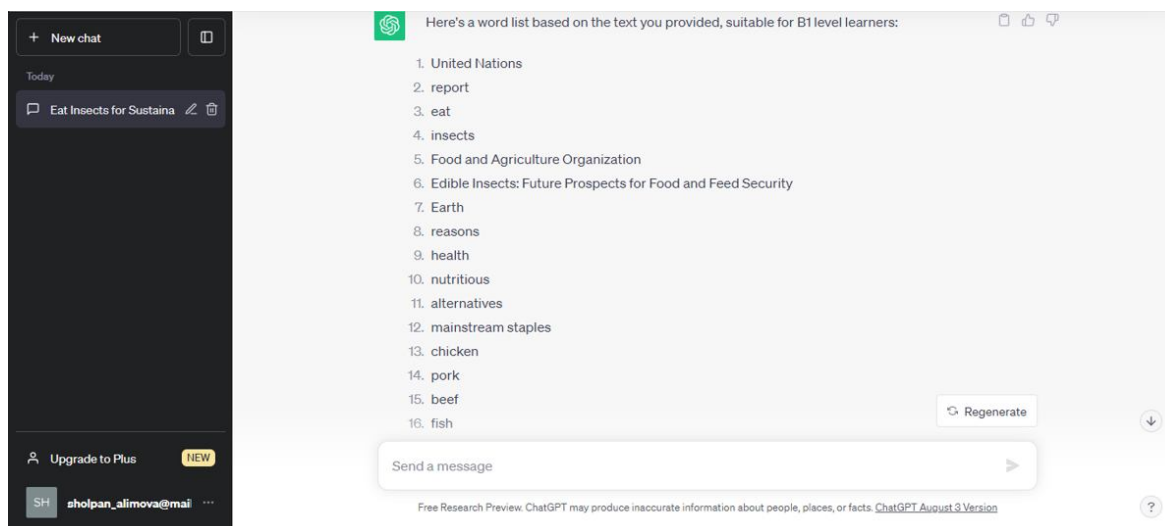 + New chat
Today
Eat Insects for Sustaina
Upgrade to Plus NEW
SH sholpan_alimova@mail ...
Here's a word list based on the text you provided, suitable for B1 level learners:
1. United Nations
2. report
3. eat
4. insects
5. Food and Agriculture Organization
6. Edible Insects: Future Prospects for Food and Feed Security
7. Earth
8. reasons
9. health
10. nutritious
11. alternatives
12. mainstream staples
13. chicken
14. pork
15. beef
16. fish
Regenerate
Send a message
Free Research Preview. ChatGPT may produce inaccurate information about people, places, or facts. ChatGPT August 3 Version
?